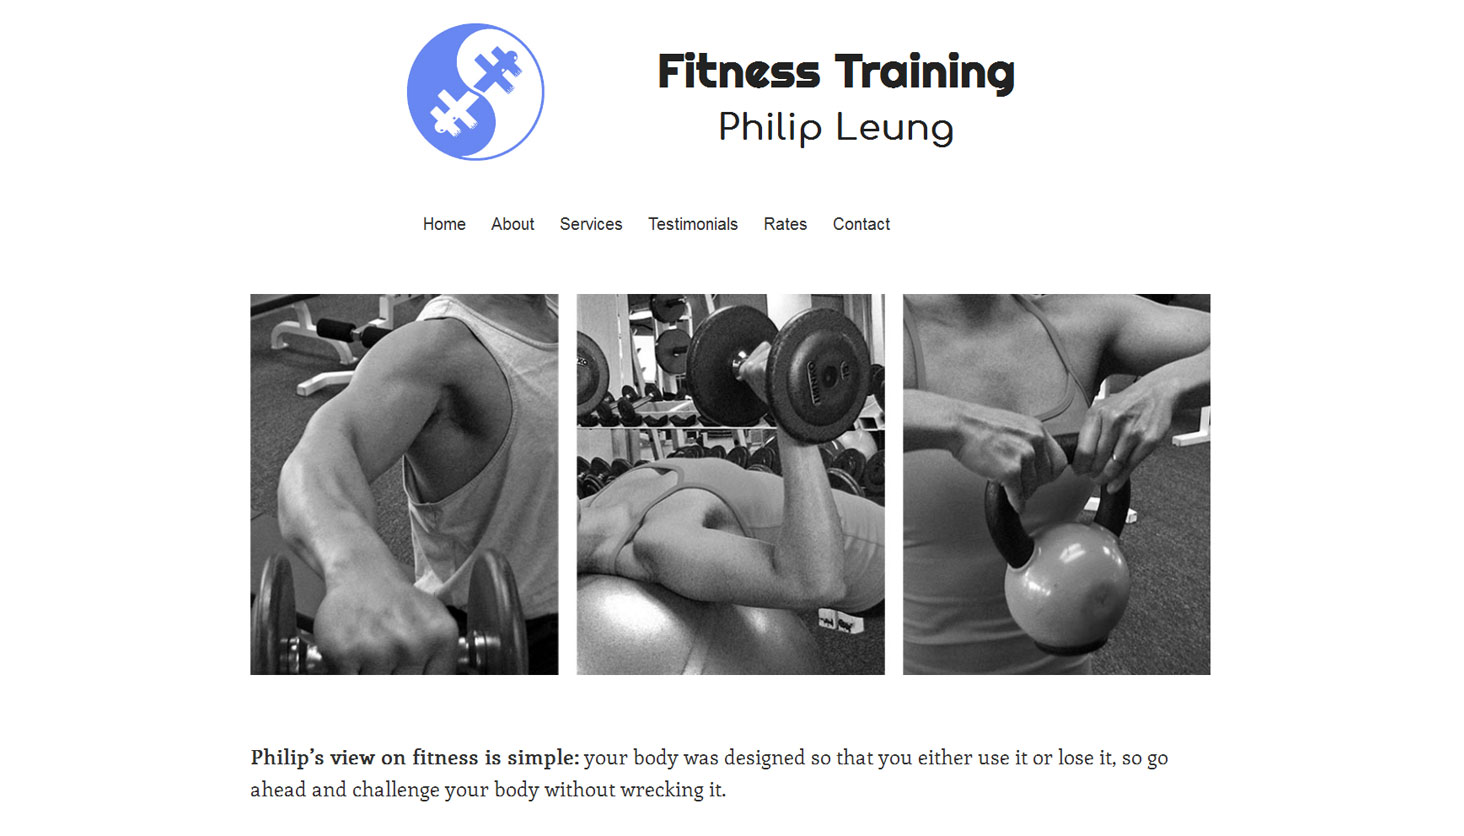 Fitness Training
Philip Leung
Home About Services Testimonials Rates Contact
Philip’s view on fitness is simple: your body was designed so that you either use it or lose it, so go
ahead and challenge your body without wrecking it.